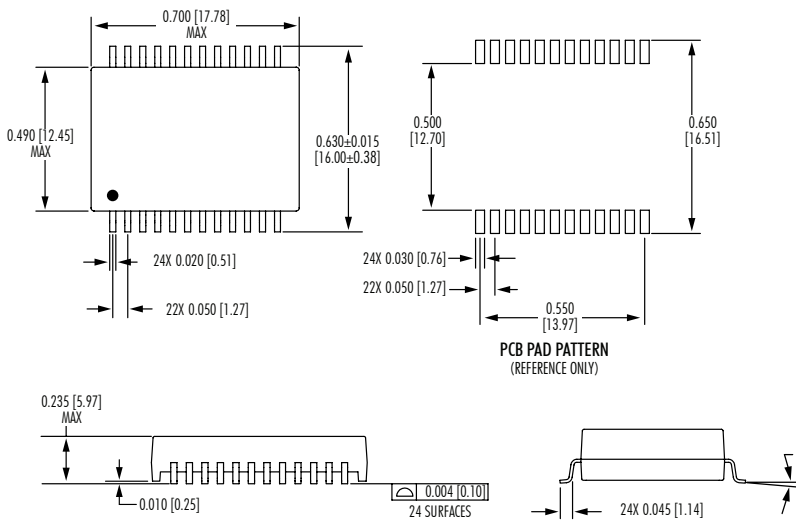 0.700 [17.78]
MAX
0.490 [12.45]
MAX
0.630±0.015
[16.00±0.38]
24X 0.020 [0.51]
22X 0.050 [1.27]
0.500
[12.70]
0.650
[16.51]
24X 0.030 [0.76]
22X 0.050 [1.27]
0.550
[13.97]
PCB PAD PATTERN
(REFERENCE ONLY)
0.235 [5.97]
MAX
0.010 [0.25]
0.004 [0.10]
24 SURFACES
24X 0.045 [1.14]